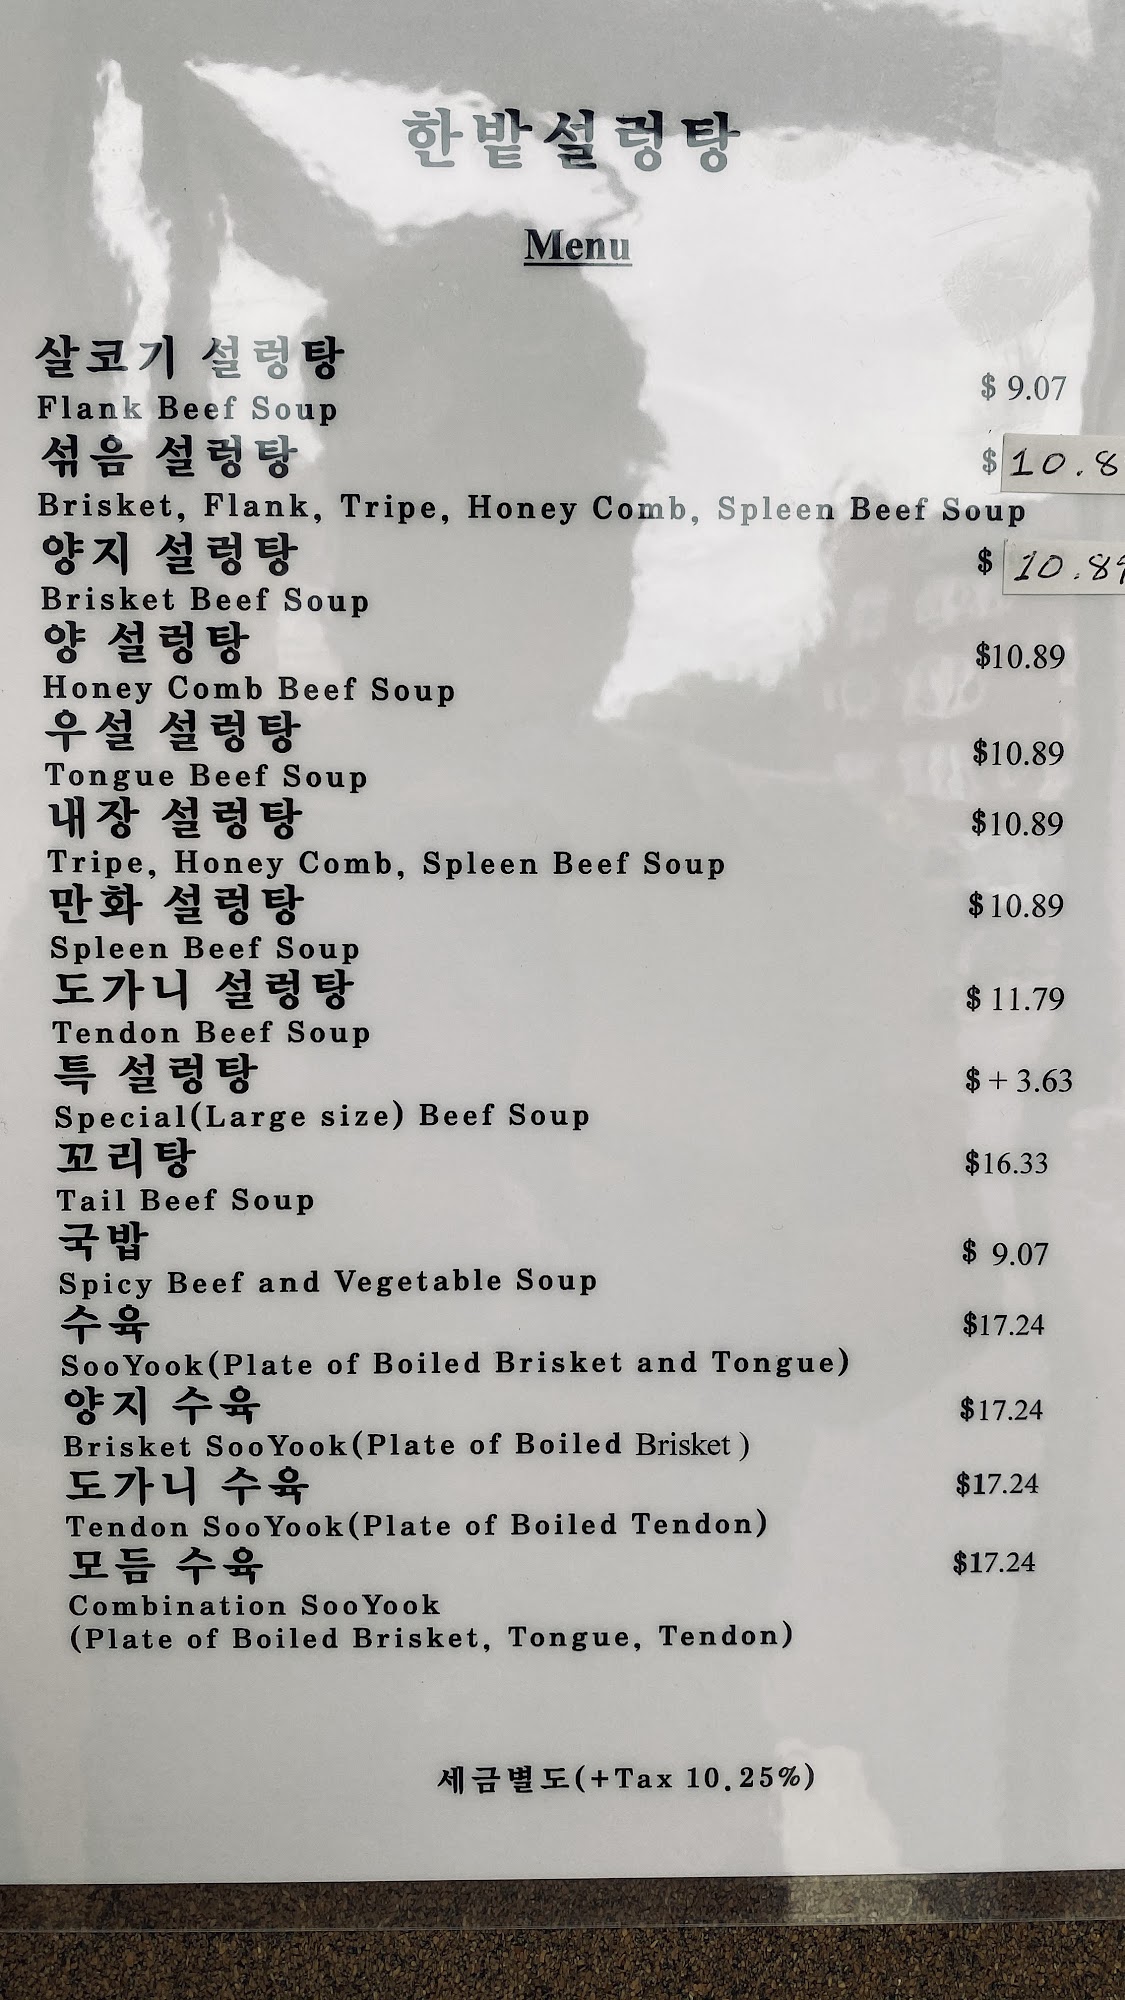 한밭설렁탕
Menu
살코기 설렁탕
$ 9.07
Flank Beef Soup
섞음 설렁탕
$ 10.8
Brisket, Flank, Tripe, Honey Comb, Spleen Beef Soup
양지 설렁탕
$ 10.89
Brisket Beef Soup
양 설렁탕
$10.89
Honey Comb Beef Soup
우설 설렁탕
$10.89
Tongue Beef Soup
내장 설렁탕
$10.89
Tripe, Honey Comb, Spleen Beef Soup
만화 설렁탕
$10.89
Spleen Beef Soup
도가니 설렁탕
$ 11.79
Tendon Beef Soup
특 설렁탕
$ + 3.63
Special(Large size) Beef Soup
꼬리탕
$16.33
Tail Beef Soup
국밥
$ 9.07
Spicy Beef and Vegetable Soup
수육
$17.24
SooYook(Plate of Boiled Brisket and Tongue)
양지 수육
$17.24
Brisket SooYook(Plate of Boiled Brisket )
도가니 수육
$17.24
Tendon SooYook(Plate of Boiled Tendon)
모듬 수육
$17.24
Combination SooYook
(Plate of Boiled Brisket, Tongue, Tendon)
세금별도(+Tax 10.25%)